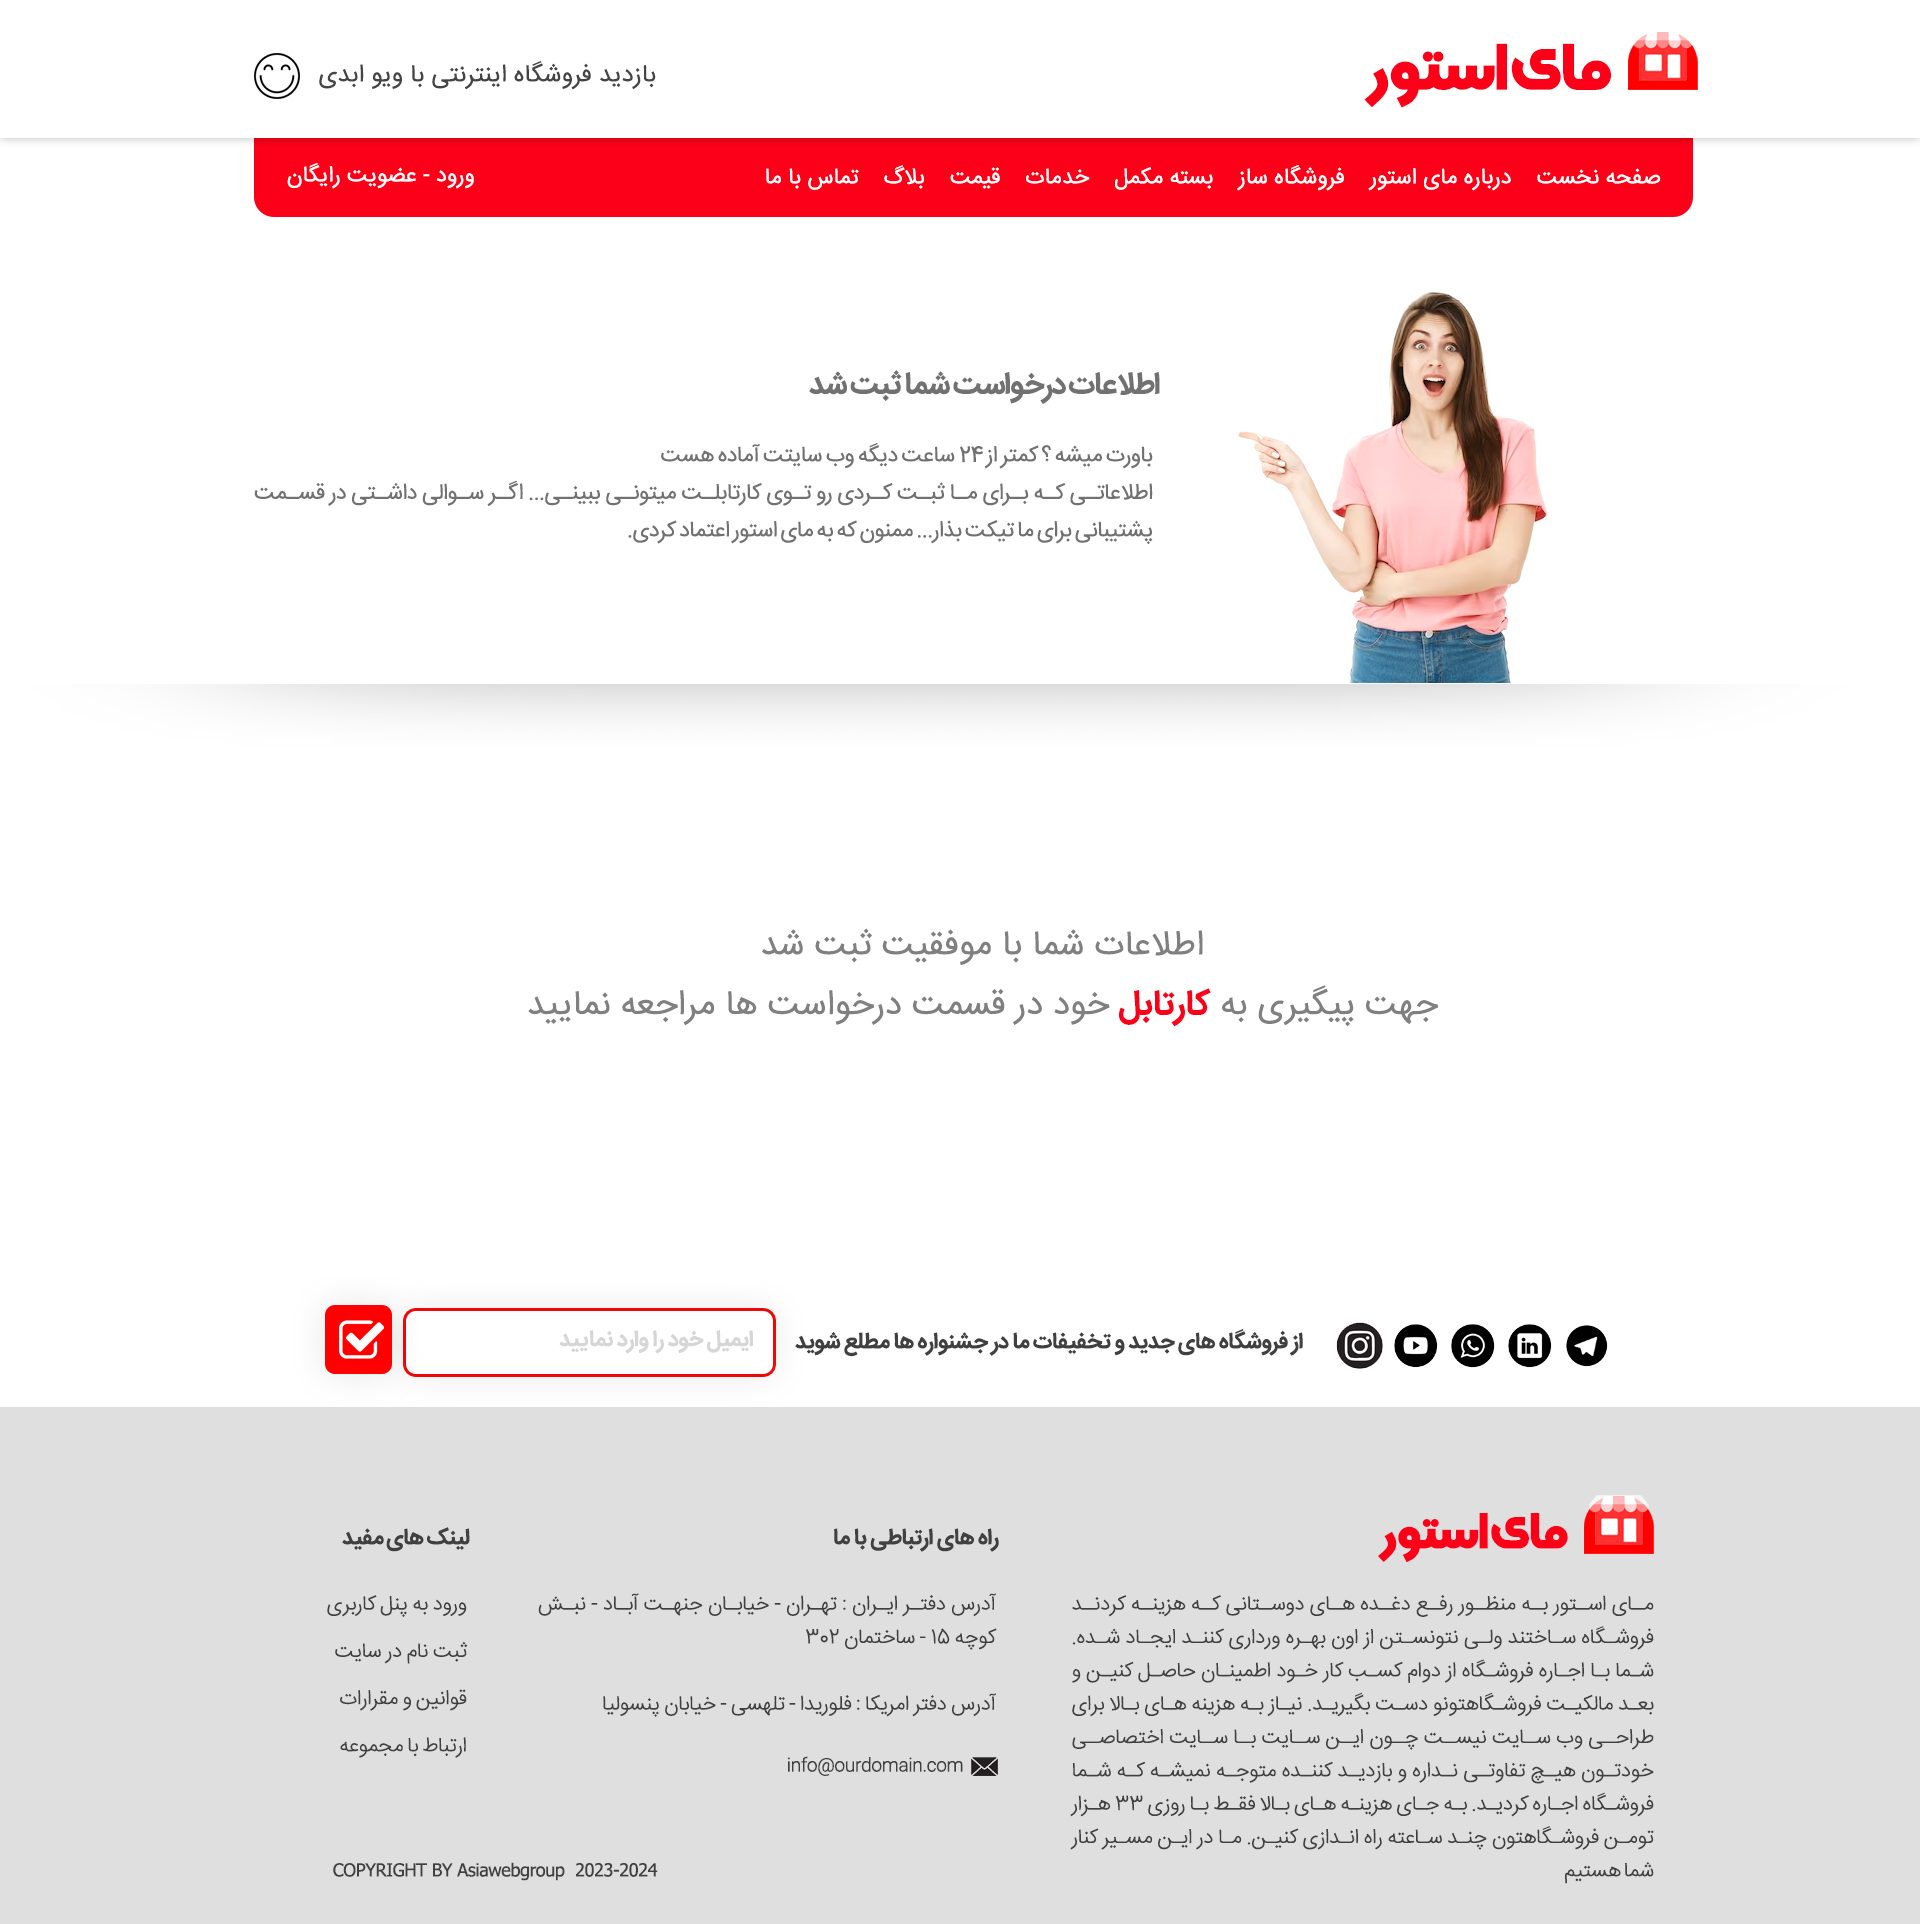 مای استور
بازدید فروشگاه اینترنتی با ویو ابدی
صفحه نخست
درباره مای استور
فروشگاه ساز
بسته مکمل
خدمات
قیمت
بلاگ
تماس با ما
ورود - عضویت رایگان
اطلاعات درخواست شما ثبت شد
باورت میشه ؟ کمتر از ۲۴ ساعت دیگه وب سایتت آماده هست
اطلاعاتی که برای ما ثبت کردی رو توی کارتابلت میتونی ببینی... اگر سوالی داشتی در قسمت
پشتیبانی برای ما تیکت بذار... ممنون که به مای استور اعتماد کردی.
اطلاعات شما با موفقیت ثبت شد
جهت پیگیری به کارتابل خود در قسمت درخواست ها مراجعه نمایید
از فروشگاه های جدید و تخفیفات ما در جشنواره ها مطلع شوید
ایمیل خود را وارد نمایید
مای استور
مای استور به منظور رفع دغده های دوستانی که هزینه کردند
فروشگاه ساختند ولی نتونستن از اون بهره ورداری کنند ایجاد شده.
شما با اجاره فروشگاه از دوام کسب کار خود اطمینان حاصل کنین و
بعد مالکیت فروشگاهتونو دست بگیرید. نیاز به هزینه های بالا برای
طراحی وب سایت نیست چون این سایت با سایت اختصاصی
خودتون هیچ تفاوتی نداره و بازدید کننده متوجه نمیشه که شما
فروشگاه اجاره کردید. به جای هزینه های بالا فقط با روزی ۳۳ هزار
تومن فروشگاهتون چند ساعته راه اندازی کنین. ما در این مسیر کنار
شما هستیم
راه های ارتباطی با ما
آدرس دفتر ایران : تهران - خیابان جنهت آباد - نبش
کوچه ۱۵ - ساختمان ۳۰۲
آدرس دفتر امریکا : فلوریدا - تلهسی - خیابان پنسولیا
info@ourdomain.com
لینک های مفید
ورود به پنل کاربری
ثبت نام در سایت
قوانین و مقرارات
ارتباط با مجموعه
COPYRIGHT BY Asiawebgroup 2023-2024